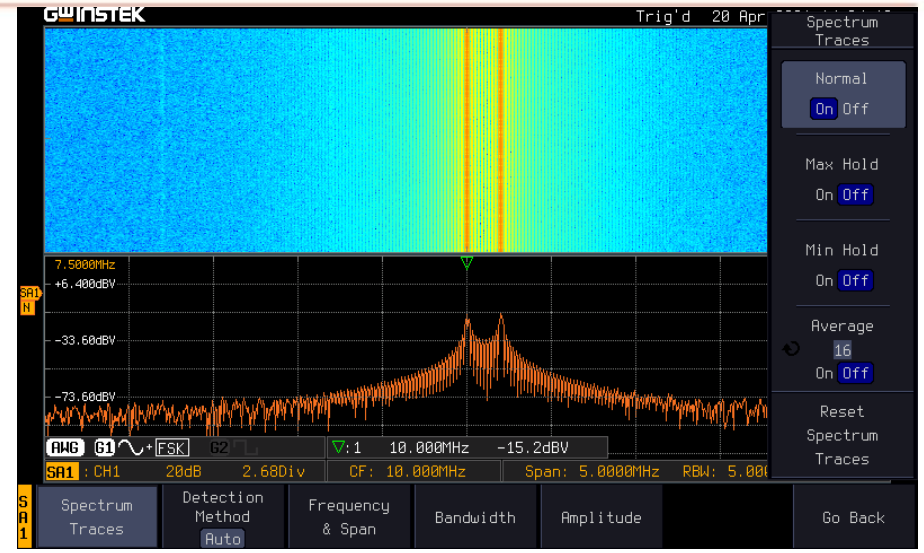 GWINSTEK
Trig'd 20 Apr
Spectrum
Traces
Normal
On Off
Max Hold
On Off
Min Hold
On Off
Average
16
On Off
Reset
Spectrum
Traces
7.5000MHz
+6.400dBV
SA1
N
-33.60dBV
-73.60dBV
AWG G1 + FSK G2
▽:1 10.000MHz -15.2dBV
SA1 : CH1 20dB 2.68Div CF: 10.000MHz Span: 5.0000MHz RBW: 5.000
SA1
Spectrum
Traces
Detection
Method
Auto
Frequency
& Span
Bandwidth
Amplitude
Go Back